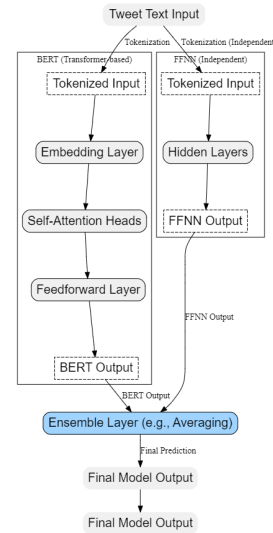 Tweet Text Input
Tokenization
Tokenization (Independent
BERT (Transformer-based)
FFNN (Independent)
Tokenized Input
Tokenized Input
Embedding Layer
Hidden Layers
Self-Attention Heads
FFNN Output
Feedforward Layer
FFNN Output
BERT Output
BERT Output
Ensemble Layer (e.g., Averaging)
Final Prediction
Final Model Output
Final Model Output